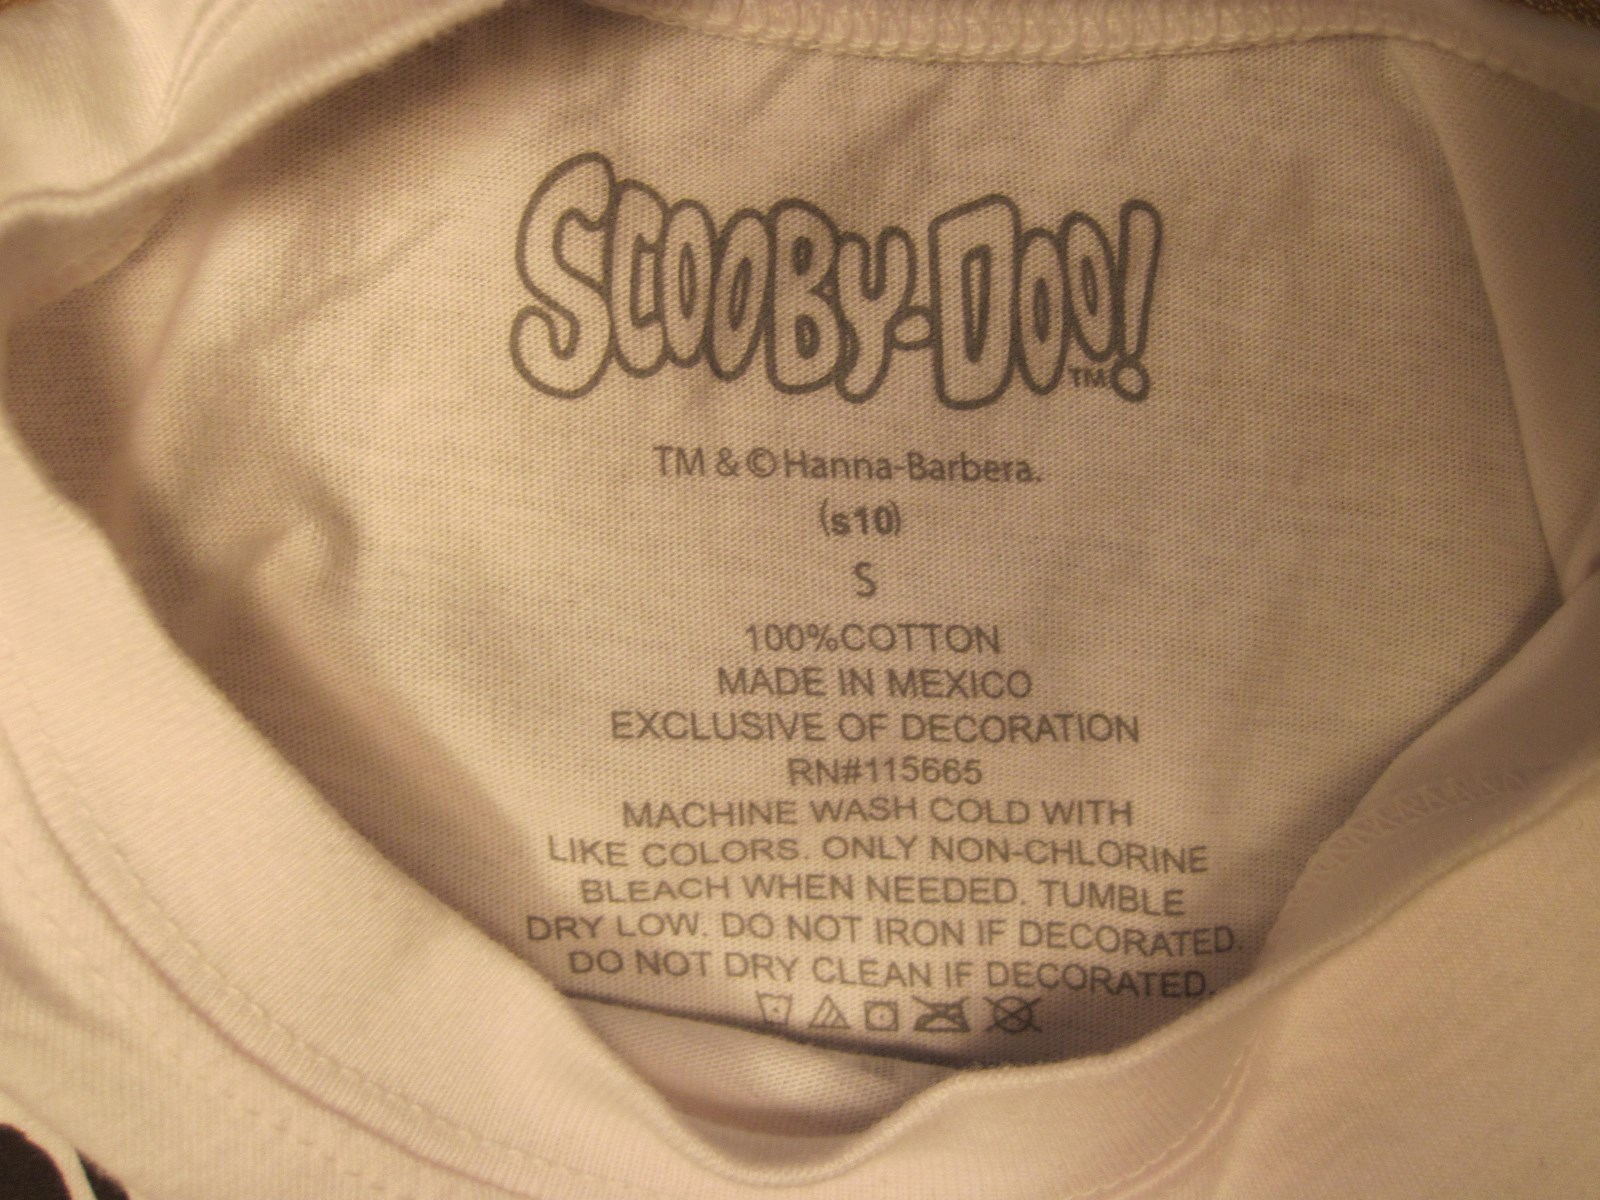 SCOOBY-DOO!
TM
TM & © Hanna-Barbera.
(s10)
S
100%COTTON
MADE IN MEXICO
EXCLUSIVE OF DECORATION
RN#115665
MACHINE WASH COLD WITH
LIKE COLORS. ONLY NON-CHLORINE
BLEACH WHEN NEEDED. TUMBLE
DRY LOW. DO NOT IRON IF DECORATED.
DO NOT DRY CLEAN IF DECORATED.